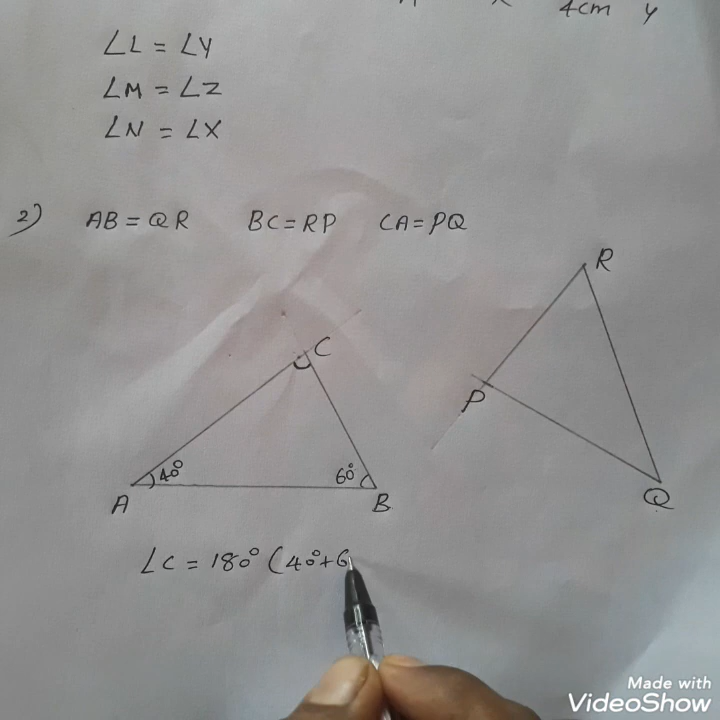 4cm Y
∠L = ∠Y
∠M = ∠Z
∠N = ∠X
2) AB = QR BC = RP CA = PQ
R
C
P
40°
60°
A
B
Q
∠C = 180° (40°+6
Made with
VideoShow